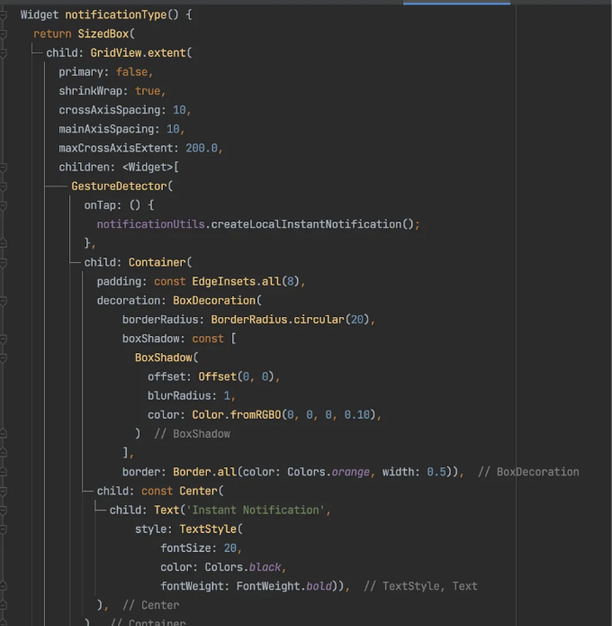 Widget notificationType() {
return SizedBox(
child: GridView.extent(
primary: false,
shrinkWrap: true,
crossAxisSpacing: 10,
mainAxisSpacing: 10,
maxCrossAxisExtent: 200.0,
children: <Widget>[
GestureDetector(
onTap: () {
notificationUtils.createLocalInstantNotification();
},
child: Container(
padding: const EdgeInsets.all(8),
decoration: BoxDecoration(
borderRadius: BorderRadius.circular(20),
boxShadow: const [
BoxShadow(
offset: Offset(0, 0),
blurRadius: 1,
color: Color.fromRGBO(0, 0, 0, 0.10),
) // BoxShadow
],
border: Border.all(color: Colors.orange, width: 0.5)), // BoxDecoration
child: const Center(
child: Text('Instant Notification',
style: TextStyle(
fontSize: 20,
color: Colors.black,
fontWeight: FontWeight.bold)), // TextStyle, Text
), // Center
), // Container